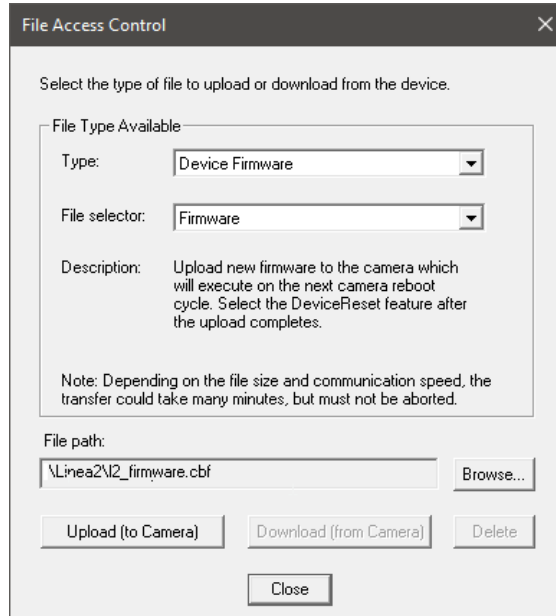 File Access Control
Select the type of file to upload or download from the device.
File Type Available
Type:
Device Firmware
File selector:
Firmware
Description:
Upload new firmware to the camera which
will execute on the next camera reboot
cycle. Select the DeviceReset feature after
the upload completes.
Note: Depending on the file size and communication speed, the
transfer could take many minutes, but must not be aborted.
File path:
\Linea2\l2_firmware.cbf
Browse...
Upload (to Camera)
Download (from Camera)
Delete
Close